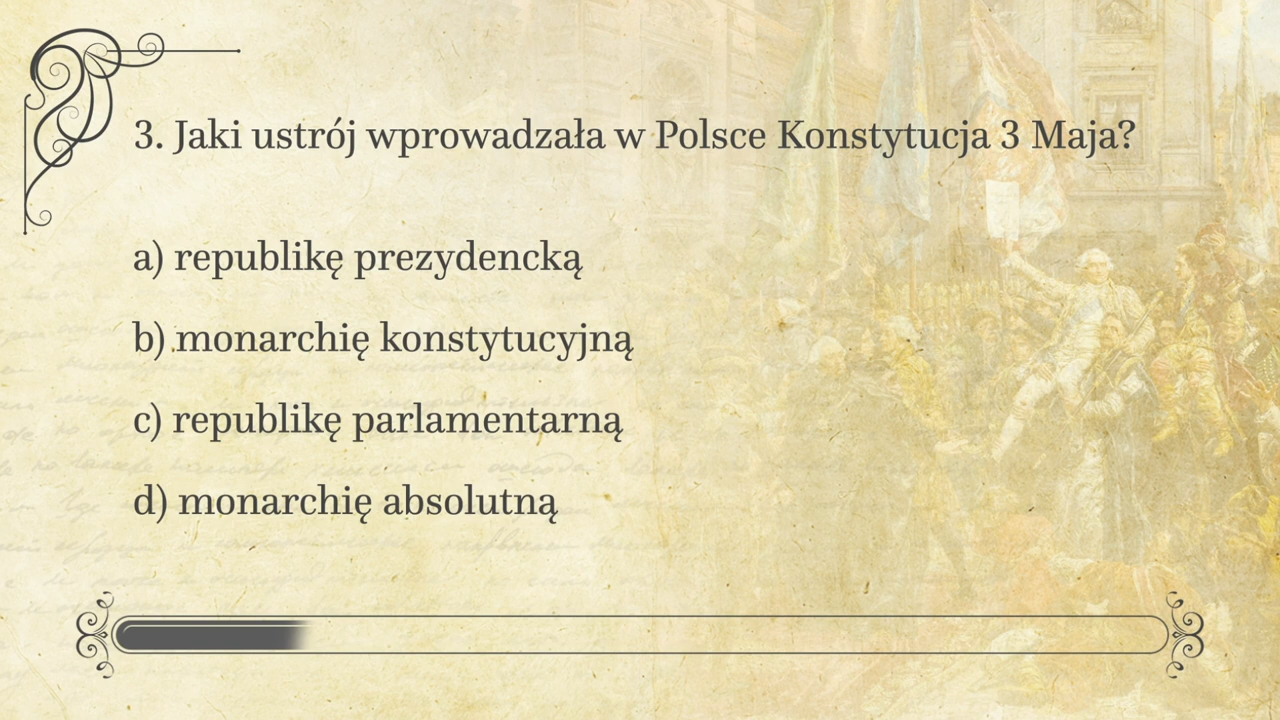 3. Jaki ustrój wprowadzała w Polsce Konstytucja 3 Maja?
a) republikę prezydencką
b) monarchię konstytucyjną
c) republikę parlamentarną
d) monarchię absolutną